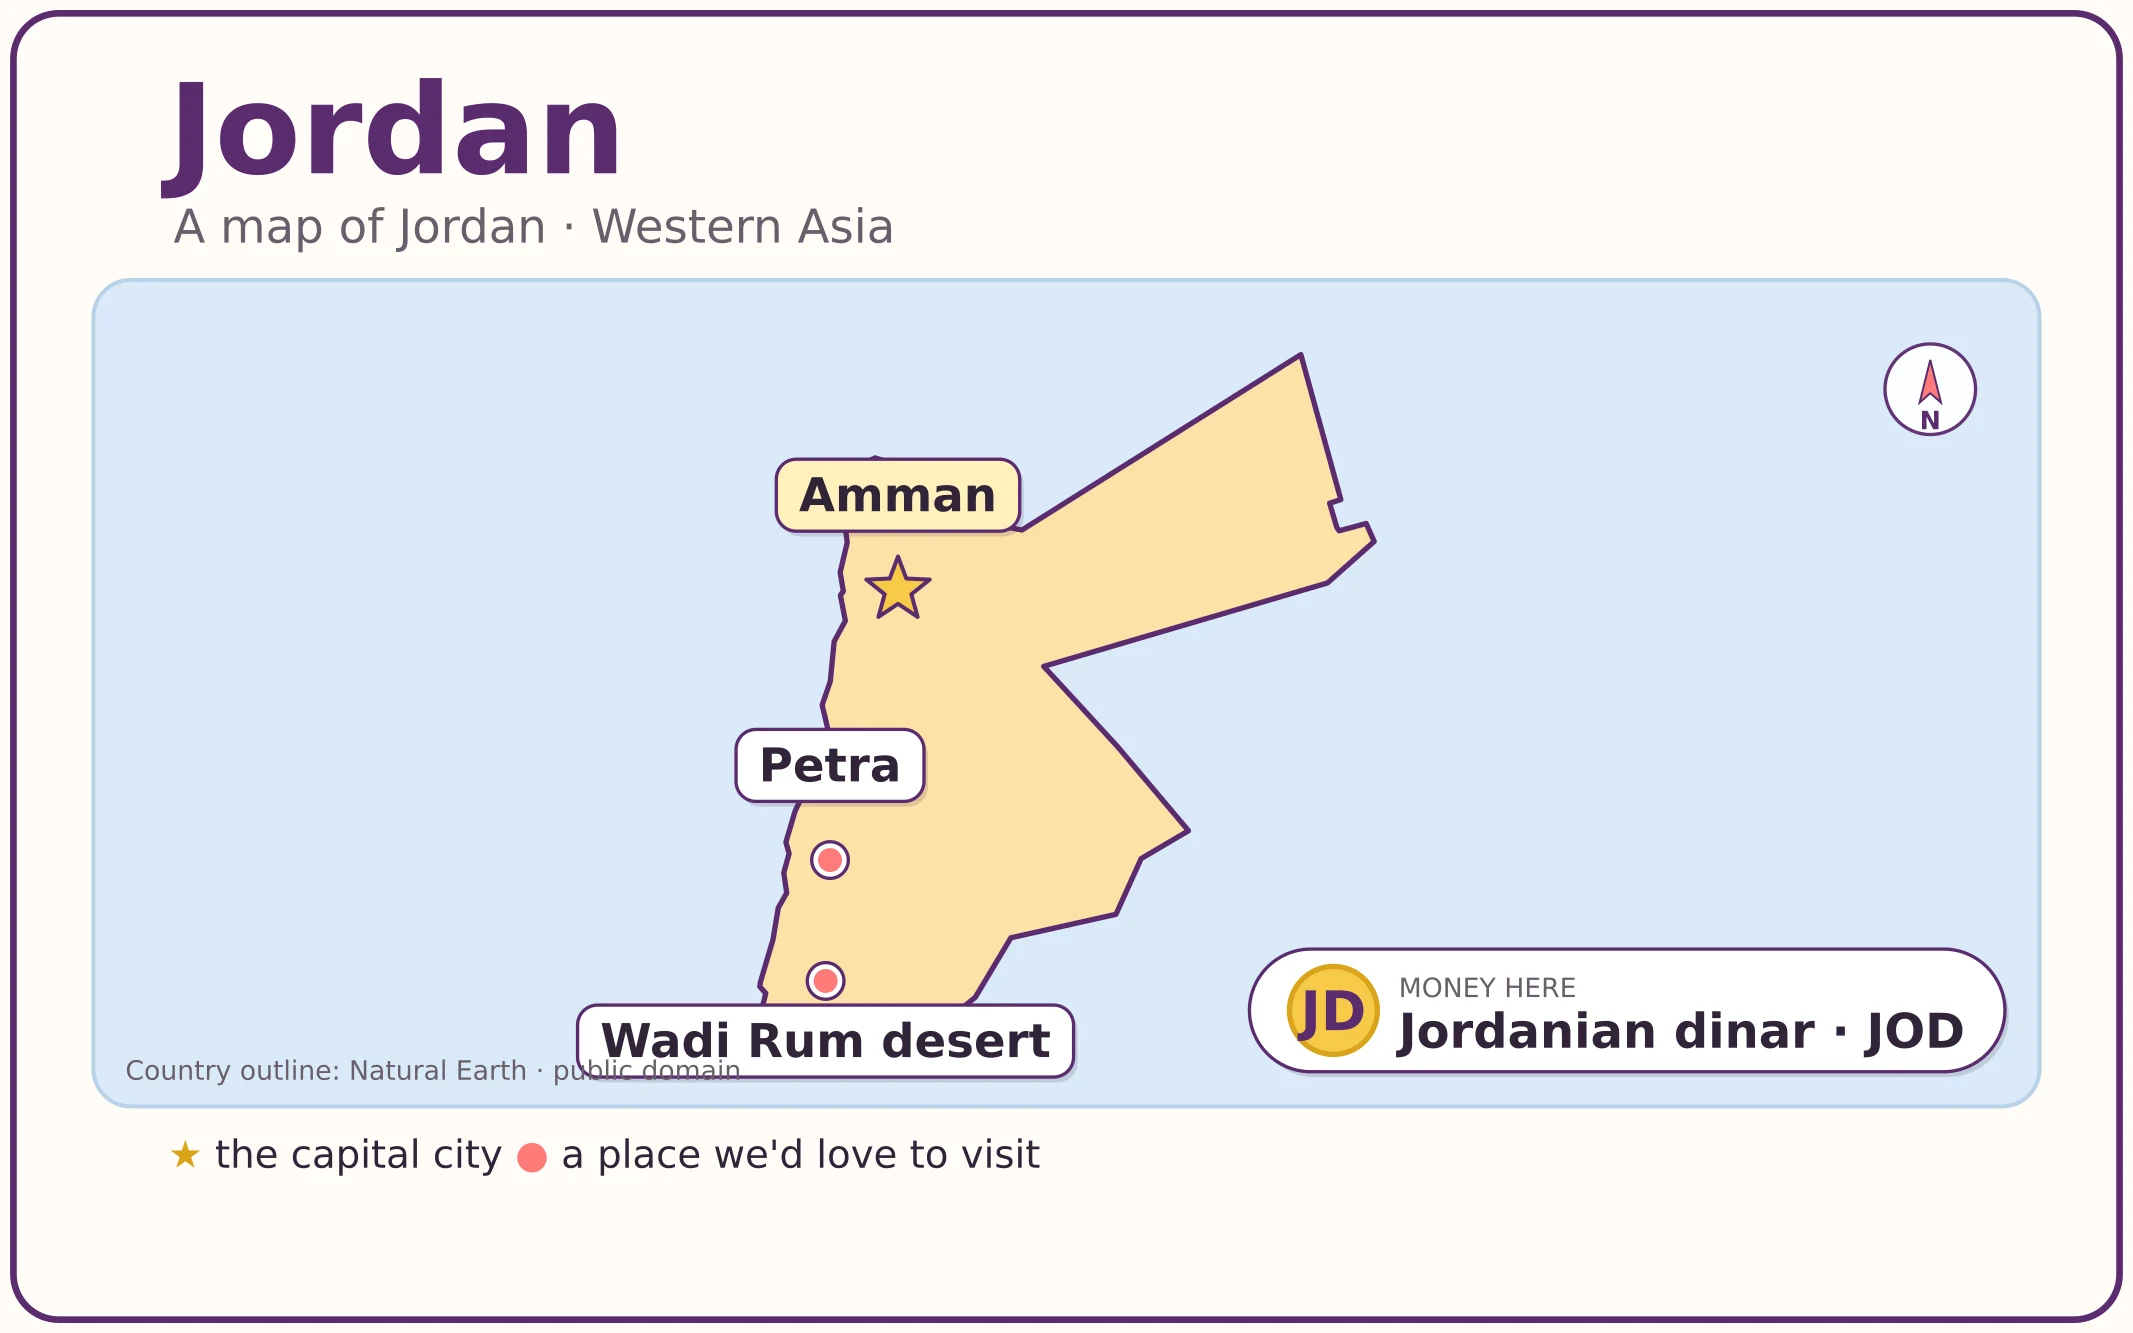 Jordan
A map of Jordan · Western Asia
N
Amman
Petra
Wadi Rum desert
JD
MONEY HERE
Jordanian dinar · JOD
Country outline: Natural Earth · public domain
★ the capital city ● a place we'd love to visit